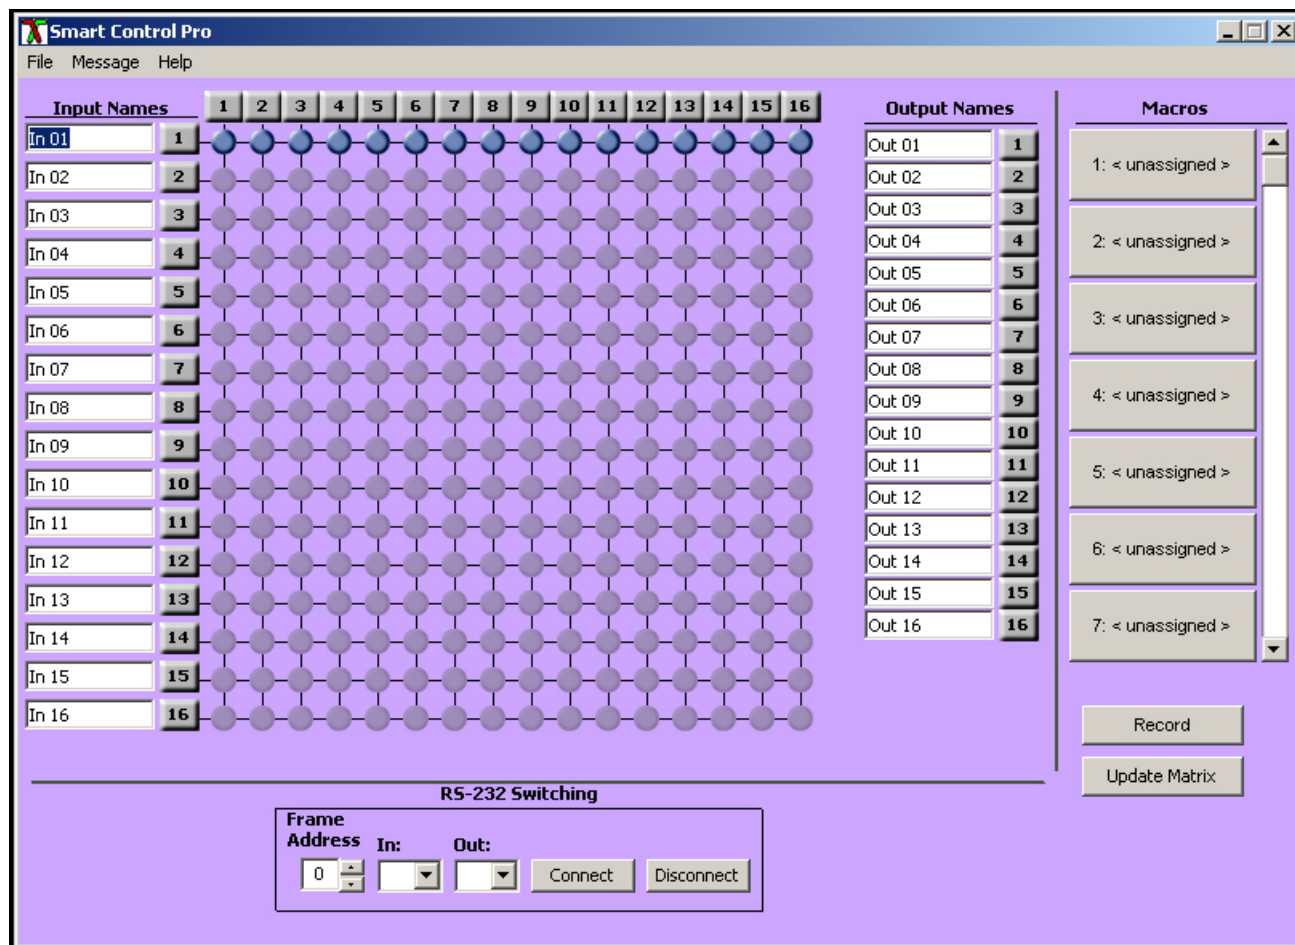 Smart Control Pro
File Message Help
Input Names
1 2 3 4 5 6 7 8 9 10 11 12 13 14 15 16
In 01 1
In 02 2
In 03 3
In 04 4
In 05 5
In 06 6
In 07 7
In 08 8
In 09 9
In 10 10
In 11 11
In 12 12
In 13 13
In 14 14
In 15 15
In 16 16
Output Names
Out 01 1
Out 02 2
Out 03 3
Out 04 4
Out 05 5
Out 06 6
Out 07 7
Out 08 8
Out 09 9
Out 10 10
Out 11 11
Out 12 12
Out 13 13
Out 14 14
Out 15 15
Out 16 16
Macros
1: < unassigned >
2: < unassigned >
3: < unassigned >
4: < unassigned >
5: < unassigned >
6: < unassigned >
7: < unassigned >
Record
Update Matrix
RS-232 Switching
Frame
Address In: Out:
0 Connect Disconnect